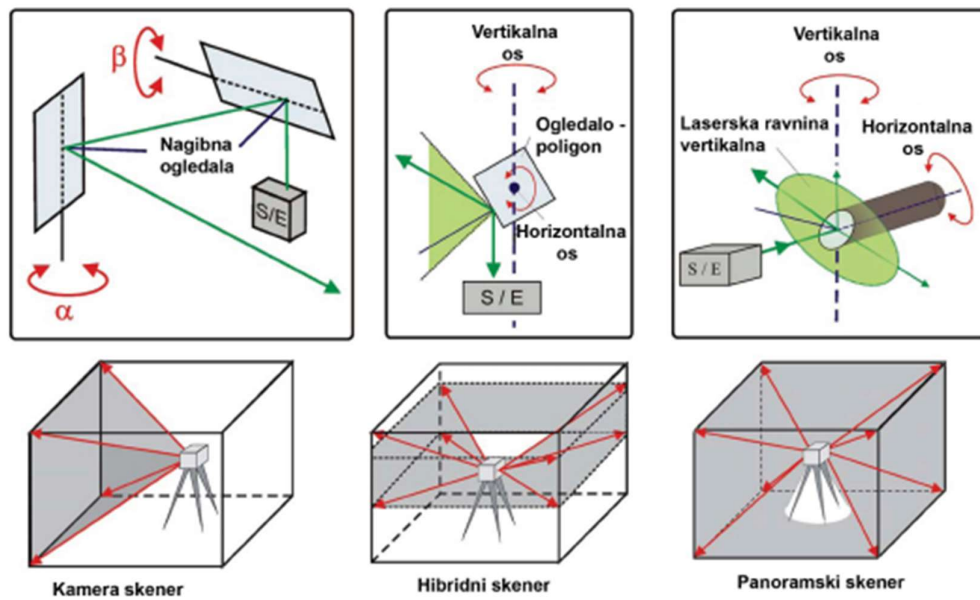 β
Nagibna
ogledala
S/E
α
Vertikalna
os
Ogledalo -
poligon
Horizontalna
os
S / E
Vertikalna
os
Laserska ravnina
vertikalna
Horizontalna
os
S / E
Kamera skener
Hibridni skener
Panoramski skener